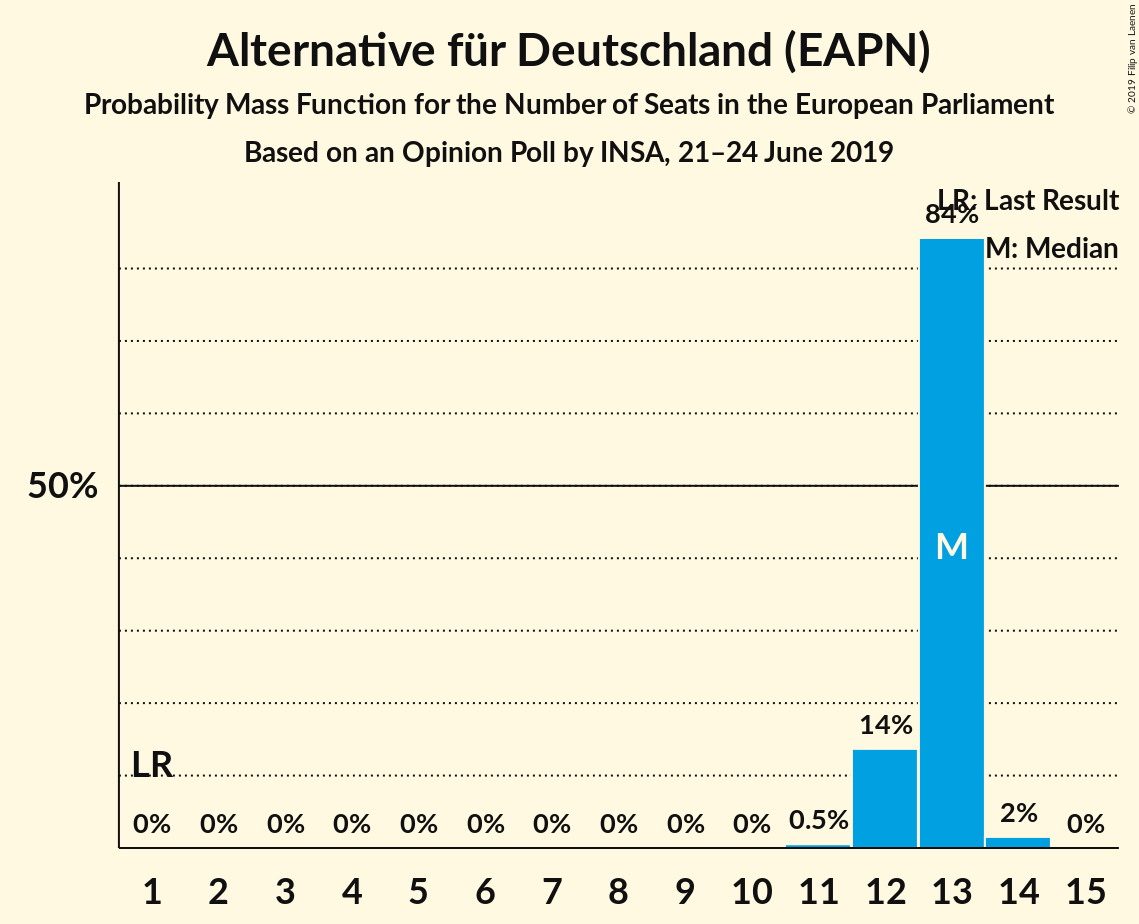 Alternative für Deutschland (EAPN)
Probability Mass Function for the Number of Seats in the European Parliament
Based on an Opinion Poll by INSA, 21–24 June 2019
© 2019 Filip van Laenen
LR: Last Result
M: Median
84%
50%
M
LR
0% 0% 0% 0% 0% 0% 0% 0% 0% 0% 0.5% 14% 2% 0%
1 2 3 4 5 6 7 8 9 10 11 12 13 14 15